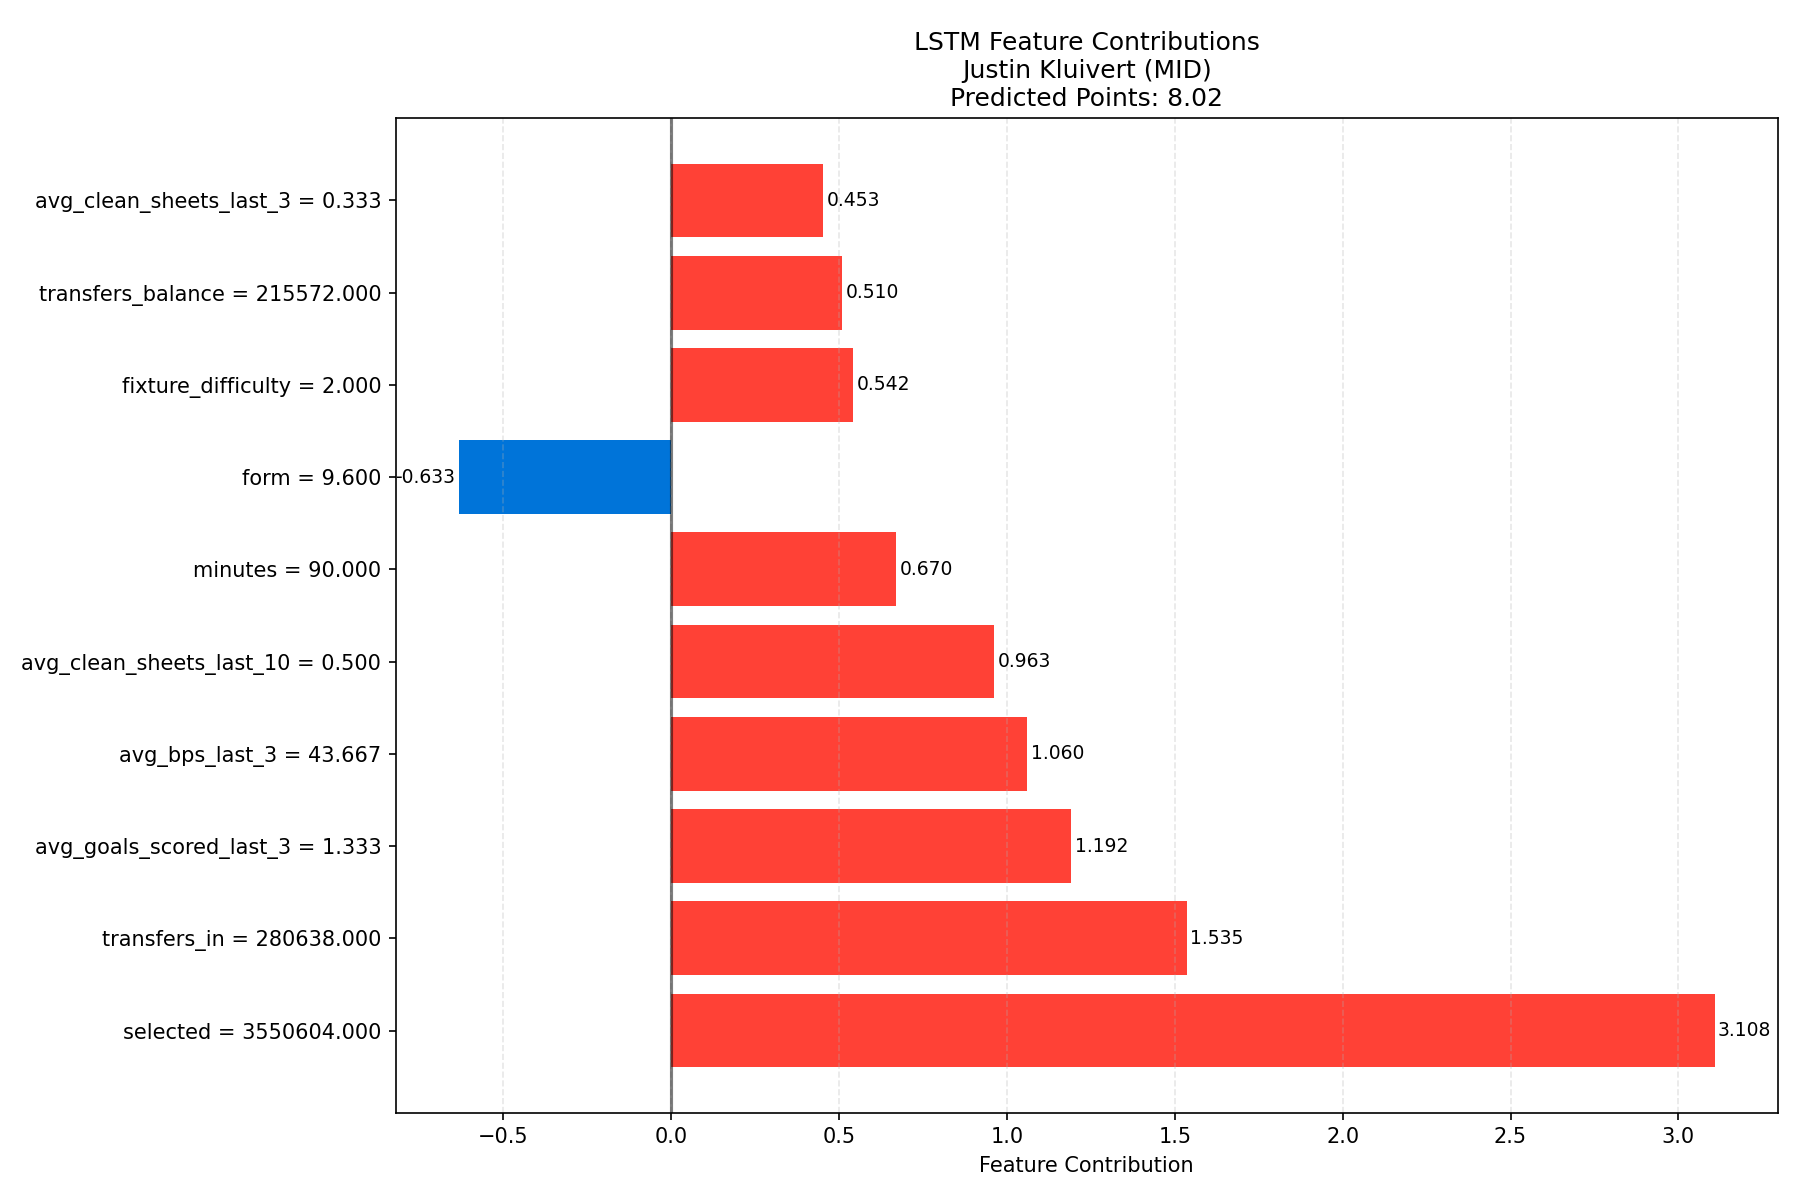 LSTM Feature Contributions
Justin Kluivert (MID)
Predicted Points: 8.02
avg_clean_sheets_last_3 = 0.333
0.453
transfers_balance = 215572.000
0.510
fixture_difficulty = 2.000
0.542
form = 9.600
-0.633
minutes = 90.000
0.670
avg_clean_sheets_last_10 = 0.500
0.963
avg_bps_last_3 = 43.667
1.060
avg_goals_scored_last_3 = 1.333
1.192
transfers_in = 280638.000
1.535
selected = 3550604.000
3.108
−0.5 0.0 0.5 1.0 1.5 2.0 2.5 3.0
Feature Contribution